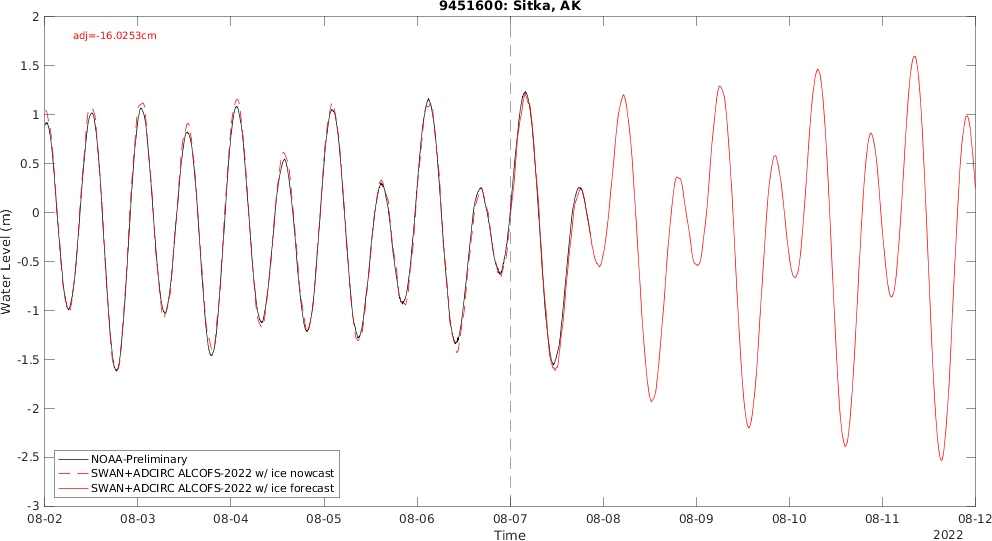 9451600: Sitka, AK
adj=-16.0253cm
2
1.5
1
0.5
0
-0.5
-1
-1.5
-2
-2.5
-3
Water Level (m)
NOAA-Preliminary
SWAN+ADCIRC ALCOFS-2022 w/ ice nowcast
SWAN+ADCIRC ALCOFS-2022 w/ ice forecast
08-02 08-03 08-04 08-05 08-06 08-07 08-08 08-09 08-10 08-11 08-12
Time
2022